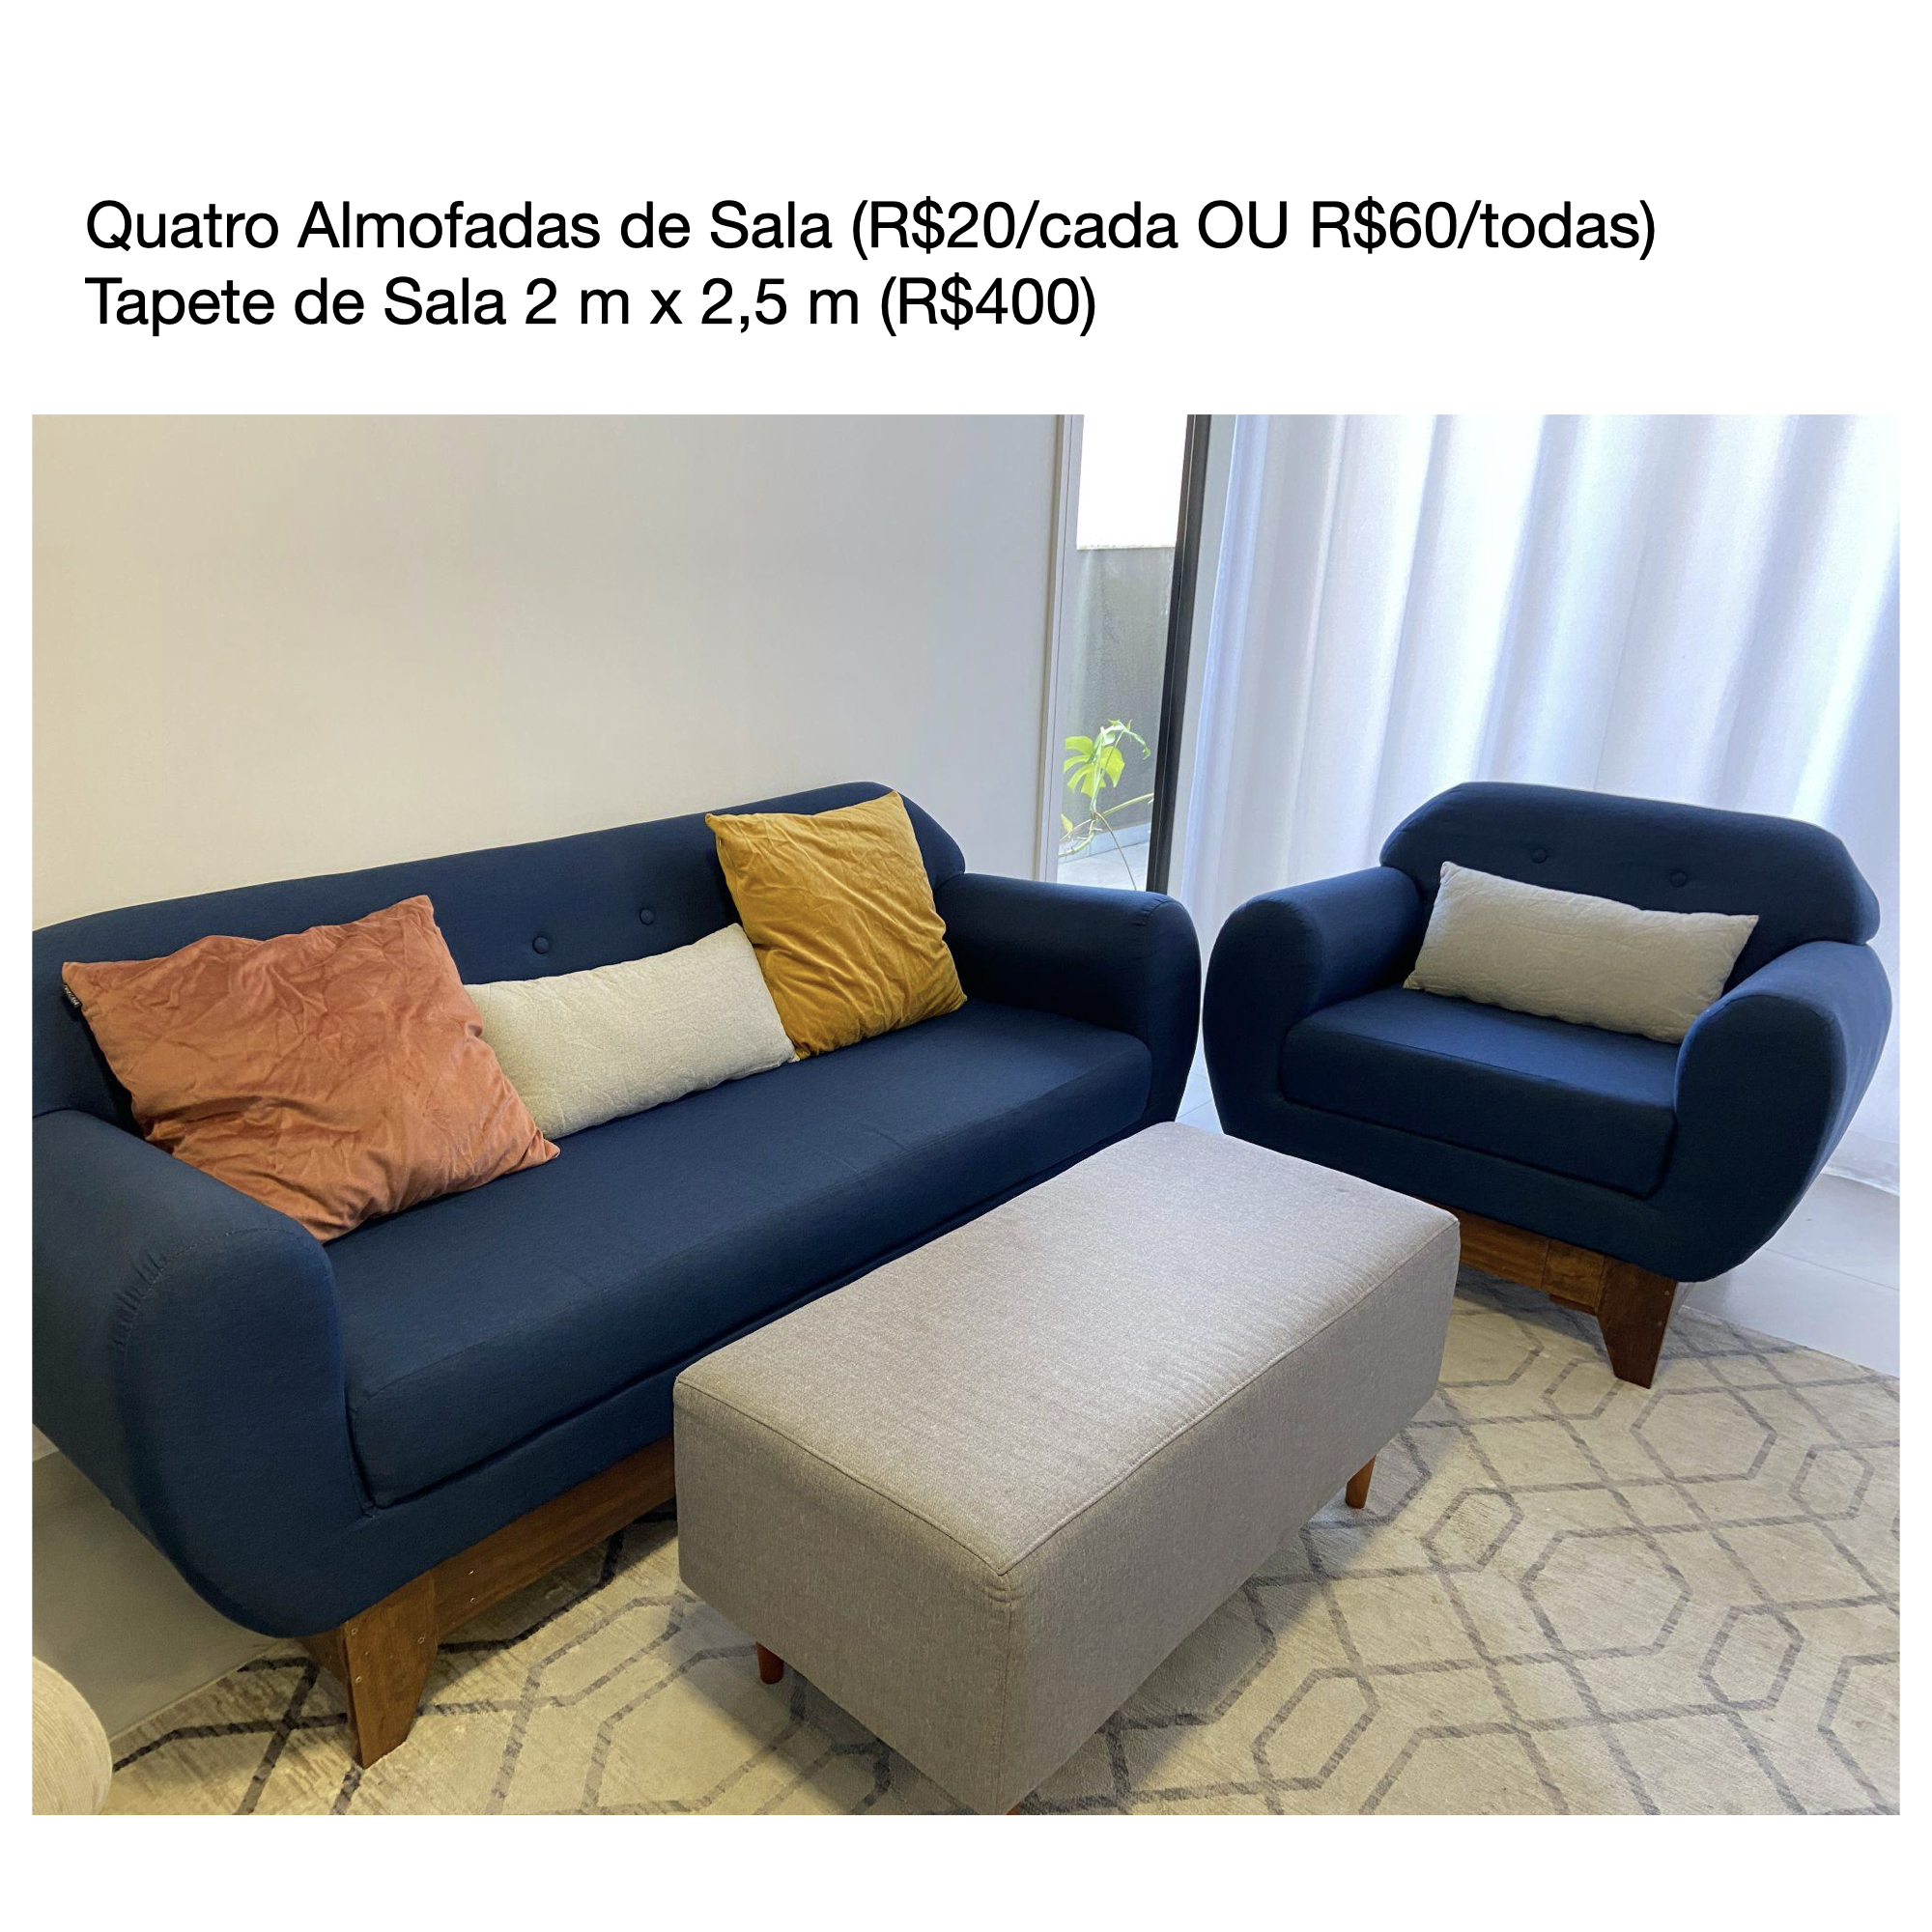 Quatro Almofadas de Sala (R$20/cada OU R$60/todas)
Tapete de Sala 2 m x 2,5 m (R$400)